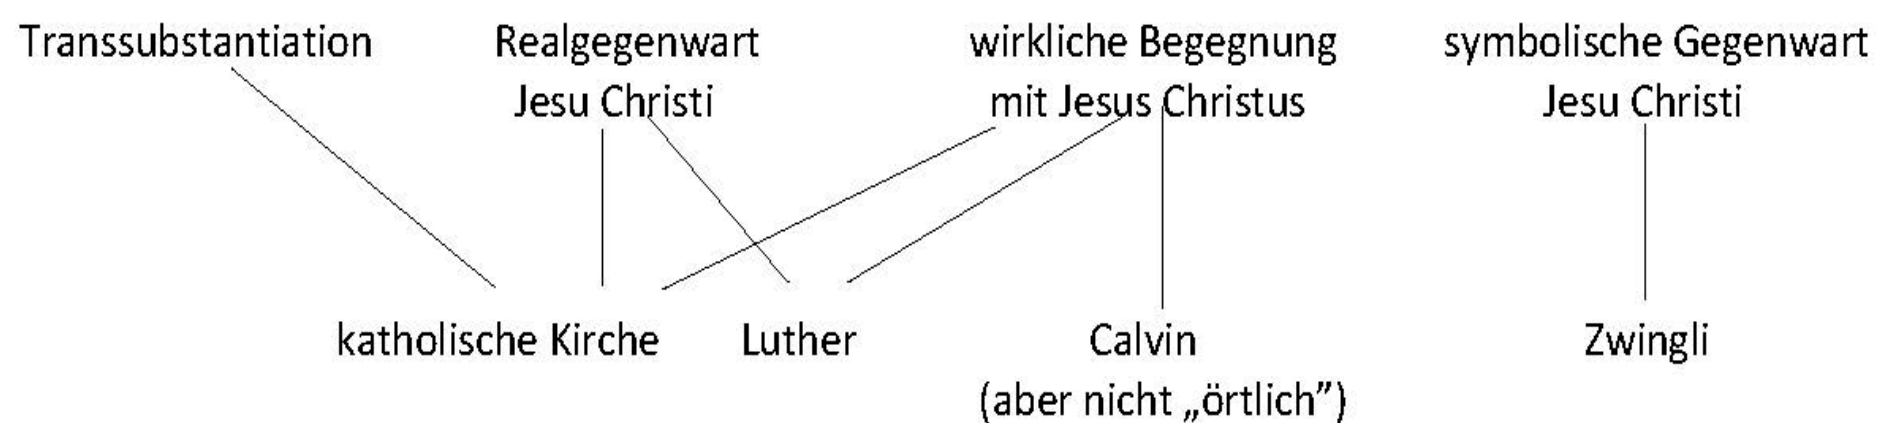 Transsubstantiation
Realgegenwart
Jesu Christi
wirkliche Begegnung
mit Jesus Christus
symbolische Gegenwart
Jesu Christi
katholische Kirche
Luther
Calvin
(aber nicht „örtlich”)
Zwingli